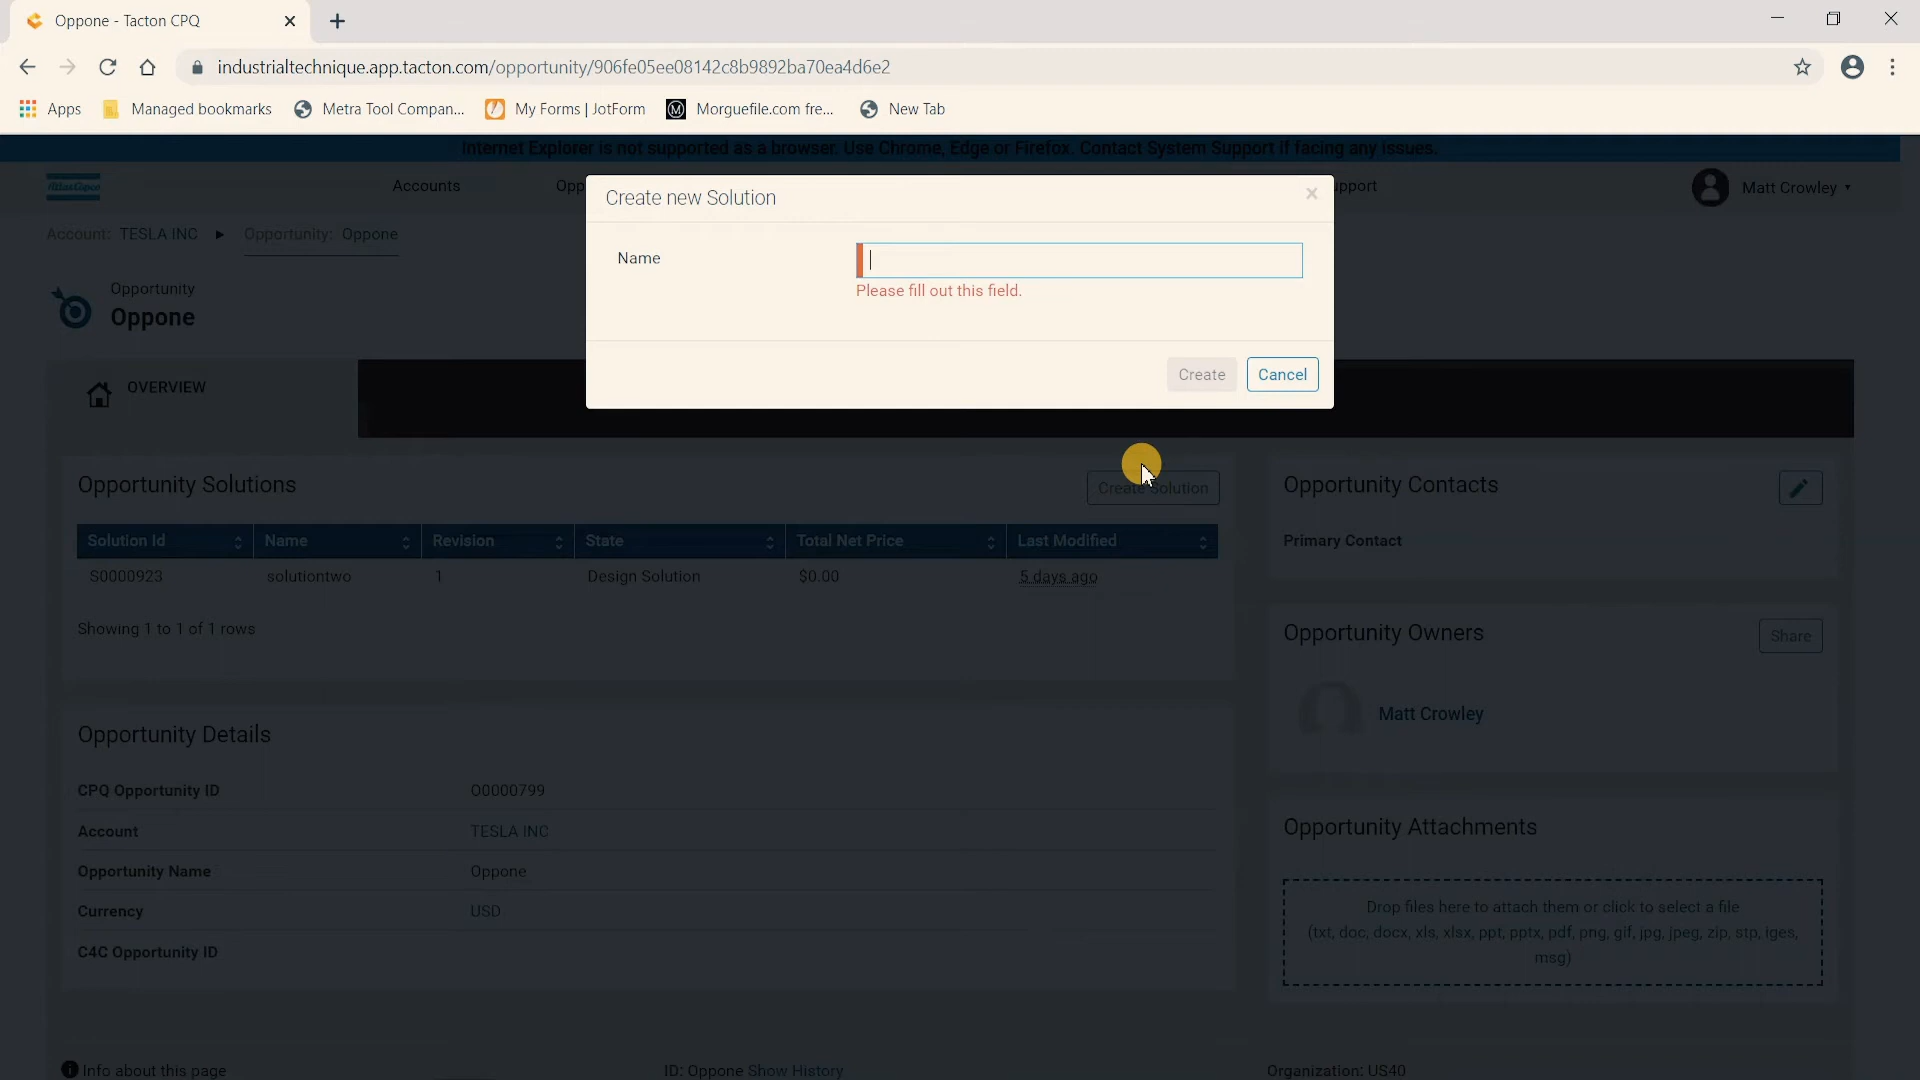 Oppone - Tacton CPQ
industrialtechnique.app.tacton.com/opportunity/906fe05ee08142c8b9892ba70ea4d6e2
Apps Managed bookmarks Metra Tool Compan... My Forms | JotForm Morguefile.com fre... New Tab
Internet Explorer is not supported as a browser. Use Chrome, Edge or Firefox. Contact System Support if facing any issues.
Atlas Copco Accounts Opp upport Matt Crowley
Account: TESLA INC Opportunity: Oppone
Create new Solution
Name
Please fill out this field.
Create Cancel
Opportunity
Oppone
OVERVIEW
Opportunity Solutions Create Solution
Solution Id Name Revision State Total Net Price Last Modified
S0000923 solutiontwo 1 Design Solution $0.00 5 days ago
Showing 1 to 1 of 1 rows
Opportunity Contacts
Primary Contact
Opportunity Owners Share
Matt Crowley
Opportunity Details
CPQ Opportunity ID O0000799
Account TESLA INC
Opportunity Name Oppone
Currency USD
C4C Opportunity ID
Opportunity Attachments
Drop files here to attach them or click to select a file
(txt, doc, docx, xls, xlsx, ppt, pptx, pdf, png, gif, jpg, jpeg, zip, stp, iges,
msg)
Info about this page ID: Oppone Show History Organization: US40